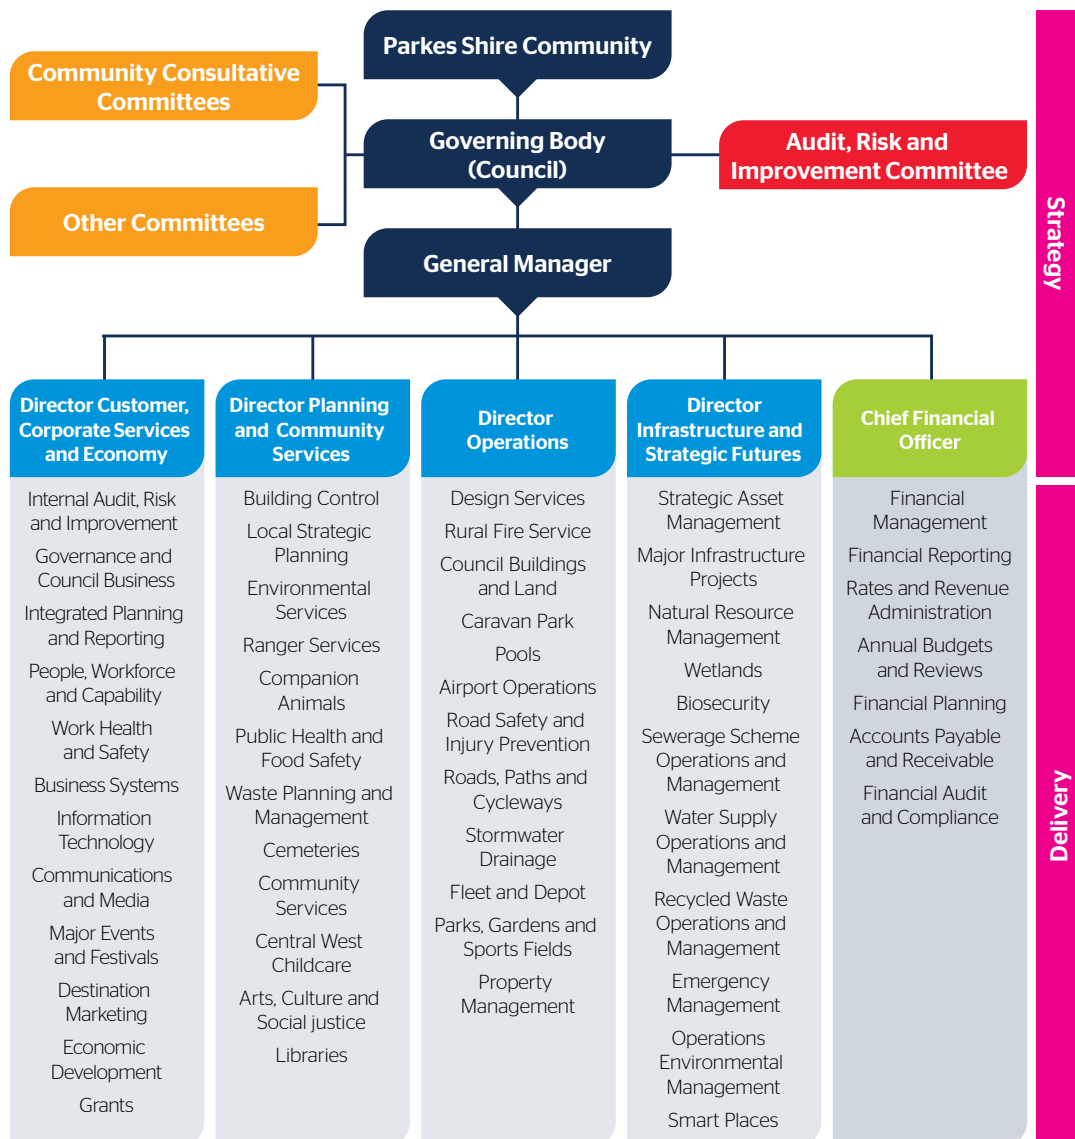 Parkes Shire Community
Community Consultative
Committees
Governing Body
(Council)
Audit, Risk and
Improvement Committee
Other Committees
General Manager
Strategy
Director Customer,
Corporate Services
and Economy
Internal Audit, Risk
and Improvement
Governance and
Council Business
Integrated Planning
and Reporting
People, Workforce
and Capability
Work Health
and Safety
Business Systems
Information
Technology
Communications
and Media
Major Events
and Festivals
Destination
Marketing
Economic
Development
Grants
Director Planning
and Community
Services
Building Control
Local Strategic
Planning
Environmental
Services
Ranger Services
Companion
Animals
Public Health and
Food Safety
Waste Planning and
Management
Cemeteries
Community
Services
Central West
Childcare
Arts, Culture and
Social justice
Libraries
Director
Operations
Design Services
Rural Fire Service
Council Buildings
and Land
Caravan Park
Pools
Airport Operations
Road Safety and
Injury Prevention
Roads, Paths and
Cycleways
Stormwater
Drainage
Fleet and Depot
Parks, Gardens and
Sports Fields
Property
Management
Director
Infrastructure and
Strategic Futures
Strategic Asset
Management
Major Infrastructure
Projects
Natural Resource
Management
Wetlands
Biosecurity
Sewerage Scheme
Operations and
Management
Water Supply
Operations and
Management
Recycled Waste
Operations and
Management
Emergency
Management
Operations
Environmental
Management
Smart Places
Chief Financial
Officer
Financial
Management
Financial Reporting
Rates and Revenue
Administration
Annual Budgets
and Reviews
Financial Planning
Accounts Payable
and Receivable
Financial Audit
and Compliance
Delivery